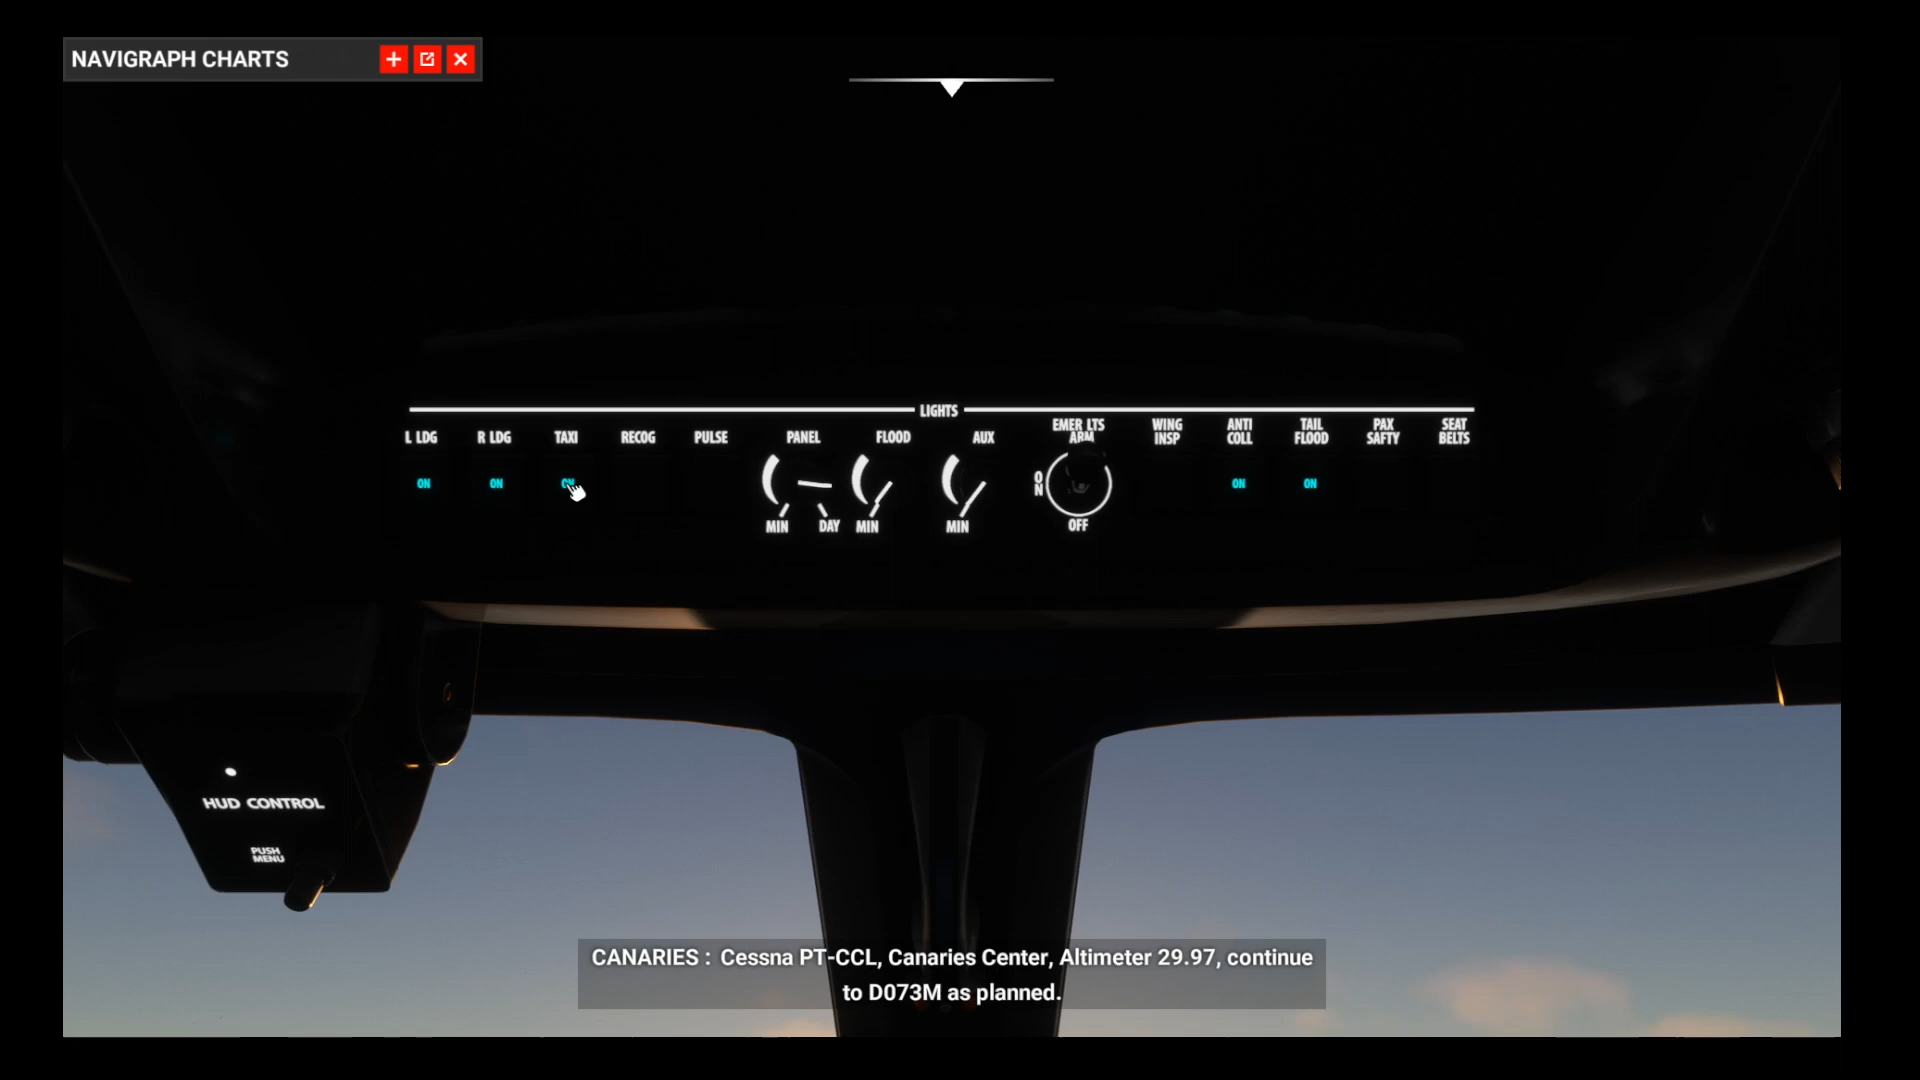 NAVIGRAPH CHARTS
LIGHTS
L LDG R LDG TAXI RECOG PULSE PANEL FLOOD AUX EMER LTS ARM WING INSP ANTI COLL TAIL FLOOD PAX SAFTY SEAT BELTS
ON ON ON ON ON ON
MIN DAY MIN MIN OFF
HUD CONTROL
PUSH
MENU
CANARIES : Cessna PT-CCL, Canaries Center, Altimeter 29.97, continue
to D073M as planned.